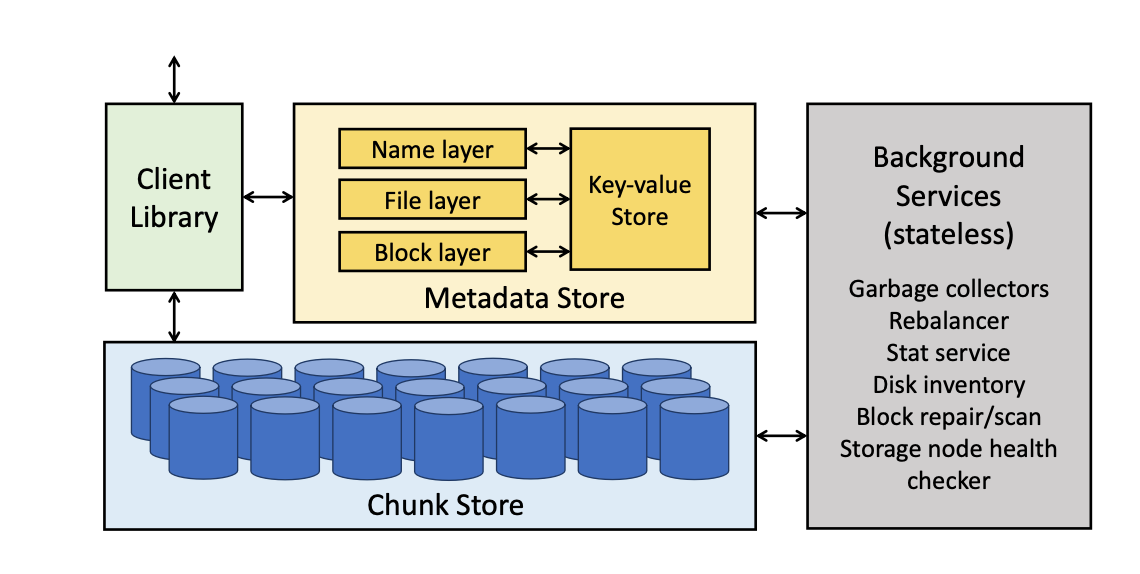 Client
Library
Name layer
File layer
Block layer
Key-value
Store
Metadata Store
Chunk Store
Background
Services
(stateless)
Garbage collectors
Rebalancer
Stat service
Disk inventory
Block repair/scan
Storage node health
checker